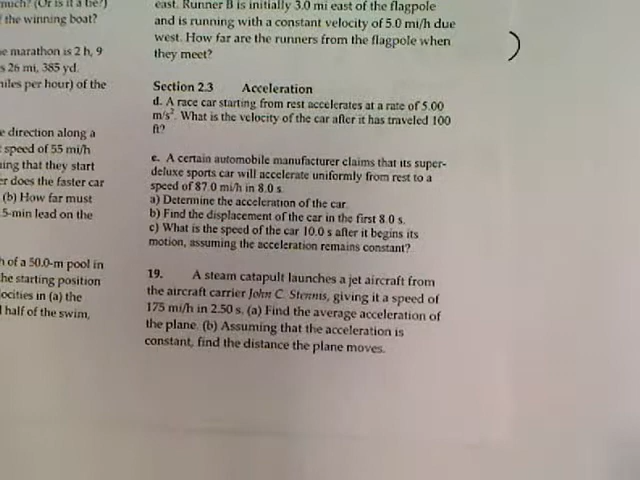 much? (Or is it a tie?)
the winning boat?
marathon is 2 h, 9
26 mi, 385 yd.
miles per hour) of the
direction along a
speed of 55 mi/h
ing that they start
er does the faster car
(b) How far must
5-min lead on the
of a 50.0-m pool in
he starting position
ocities in (a) the
half of the swim,
east. Runner B is initially 3.0 mi east of the flagpole
and is running with a constant velocity of 5.0 mi/h due
west. How far are the runners from the flagpole when
they meet?
Section 2.3 Acceleration
d. A race car starting from rest accelerates at a rate of 5.00
m/s². What is the velocity of the car after it has traveled 100
ft?
e. A certain automobile manufacturer claims that its super-
deluxe sports car will accelerate uniformly from rest to a
speed of 87.0 mi/h in 8.0 s.
a) Determine the acceleration of the car.
b) Find the displacement of the car in the first 8.0 s.
c) What is the speed of the car 10.0 s after it begins its
motion, assuming the acceleration remains constant?
19. A steam catapult launches a jet aircraft from
the aircraft carrier John C. Stennis, giving it a speed of
175 mi/h in 2.50 s. (a) Find the average acceleration of
the plane. (b) Assuming that the acceleration is
constant, find the distance the plane moves.